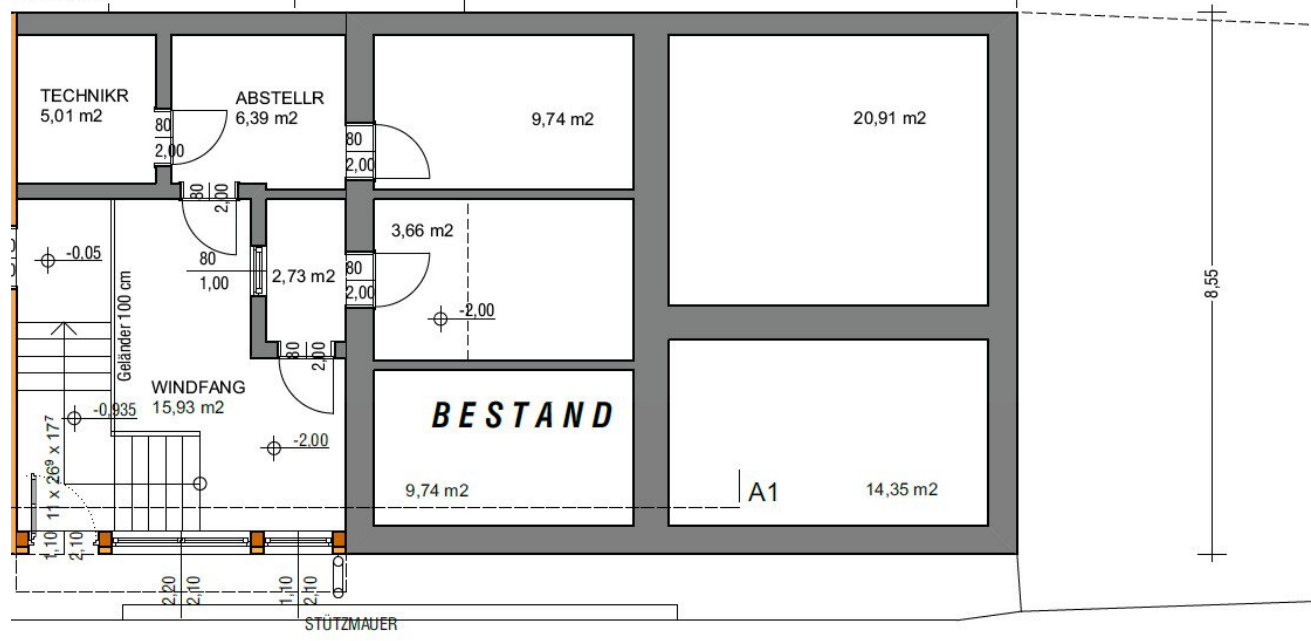 TECHNIKR
5,01 m2
ABSTELLR
6,39 m2
9,74 m2
20,91 m2
80
2,00
80
2,00
80
2,00
3,66 m2
-0,05
80
1,00
2,73 m2
80
2,00
-2,00
8,55
Geländer 100 cm
80
2,00
WINDFANG
15,93 m2
-0,935
BESTAND
-2,00
11 x 26⁹ x 17⁷
9,74 m2
A1
14,35 m2
1,10
2,10
2,20
2,10
1,10
2,10
STÜTZMAUER